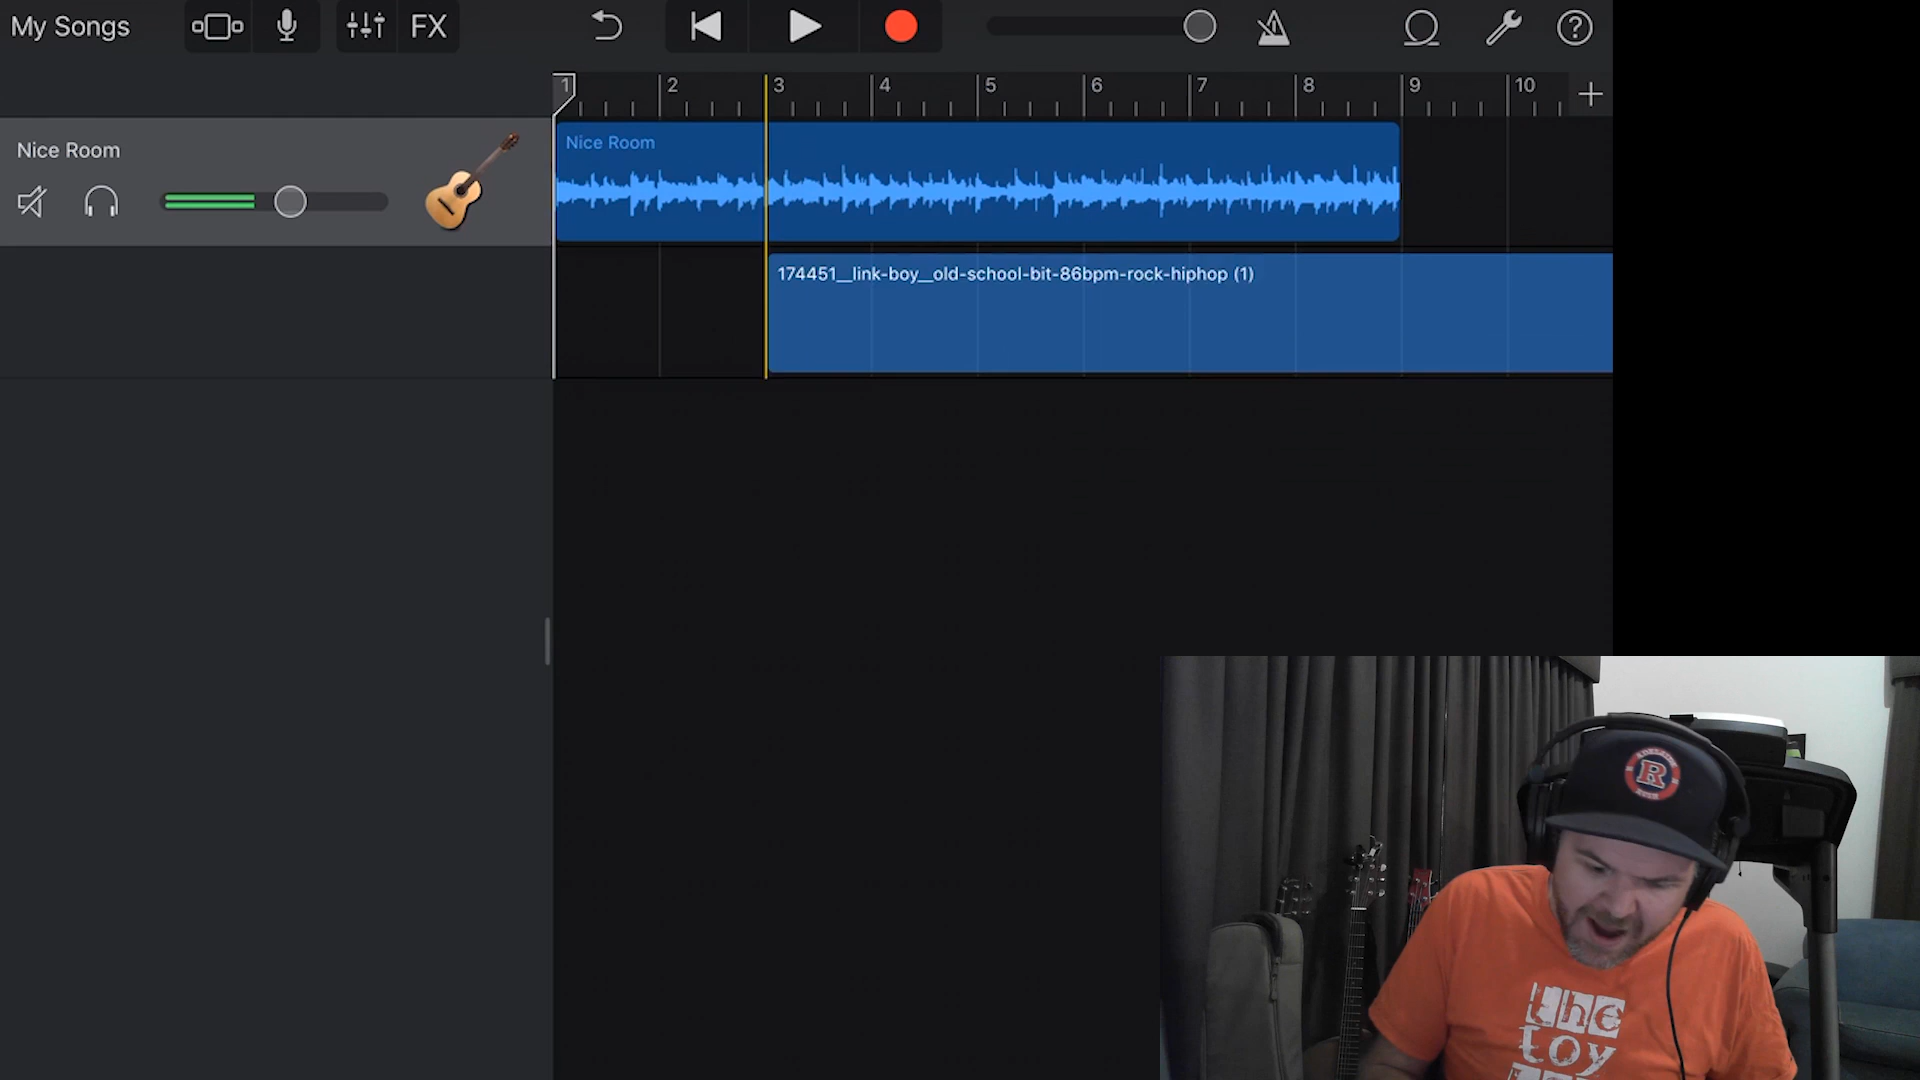 My Songs
FX
?
1 2 3 4 5 6 7 8 9 10 +
Nice Room
Nice Room
174451__link-boy__old-school-bit-86bpm-rock-hiphop (1)
ADELAIDE
R
the
toy